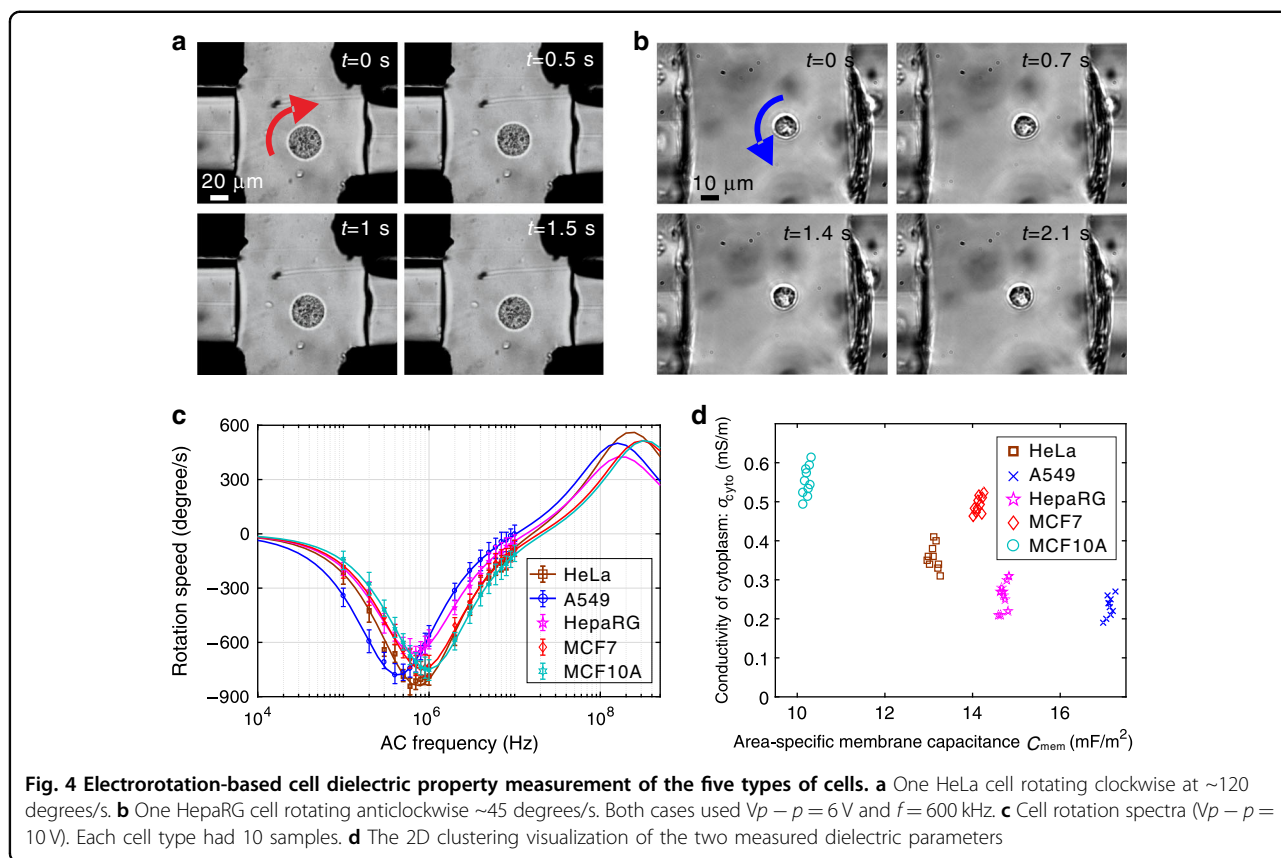 a
t=0 s
t=0.5 s
20 μm
t=1 s
t=1.5 s
b
t=0 s
t=0.7 s
10 μm
t=1.4 s
t=2.1 s
c
600
300
0
−300
−600
−900
Rotation speed (degree/s)
10⁴
10⁶
10⁸
AC frequency (Hz)
HeLa
A549
HepaRG
MCF7
MCF10A
d
Conductivity of cytoplasm: σcyto (mS/m)
0.6
0.5
0.4
0.3
0.2
0.1
0
10
12
14
16
Area-specific membrane capacitance Cmem (mF/m²)
HeLa
A549
HepaRG
MCF7
MCF10A
Fig. 4 Electrorotation-based cell dielectric property measurement of the five types of cells. a One HeLa cell rotating clockwise at ~120
degrees/s. b One HepaRG cell rotating anticlockwise ~45 degrees/s. Both cases used Vp − p = 6 V and f = 600 kHz. c Cell rotation spectra (Vp − p =
10 V). Each cell type had 10 samples. d The 2D clustering visualization of the two measured dielectric parameters